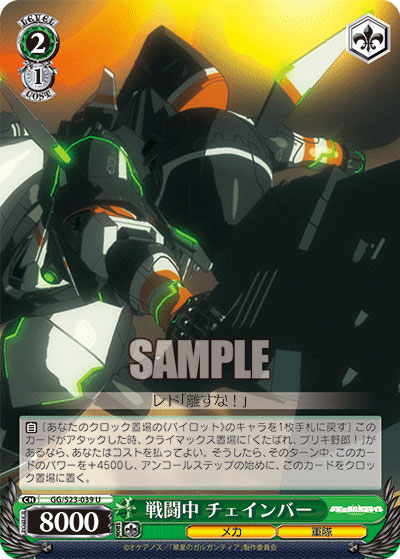 LEVEL
2
1
COST
SAMPLE
レド「離すな!」
自 [あなたのクロック置場の《パイロット》のキャラを1枚手札に戻す] この
カードがアタックした時、クライマックス置場に「くたばれ、ブリキ野郎!」が
あるなら、あなたはコストを払ってよい。そうしたら、そのターン中、このカー
ドのパワーを+4500し、アンコールステップの始めに、このカードをクロッ
ク置場に置く。
CH GG/S23-039 U
POWER 8000
戦闘中 チェインバー
メカ
軍隊
©オケアノス/「翠星のガルガンティア」製作委員会